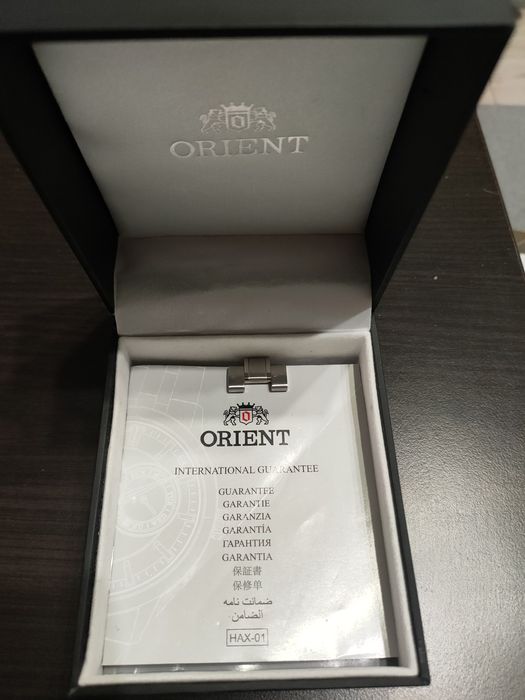 ORIENT
ORIENT
INTERNATIONAL GUARANTEE
GUARANTEE
GARANTIE
GARANZIA
GARANTÍA
ГАРАНТИЯ
GARANTIA
保証書
保修单
ضمانت نامه
الضامن
HAX-01